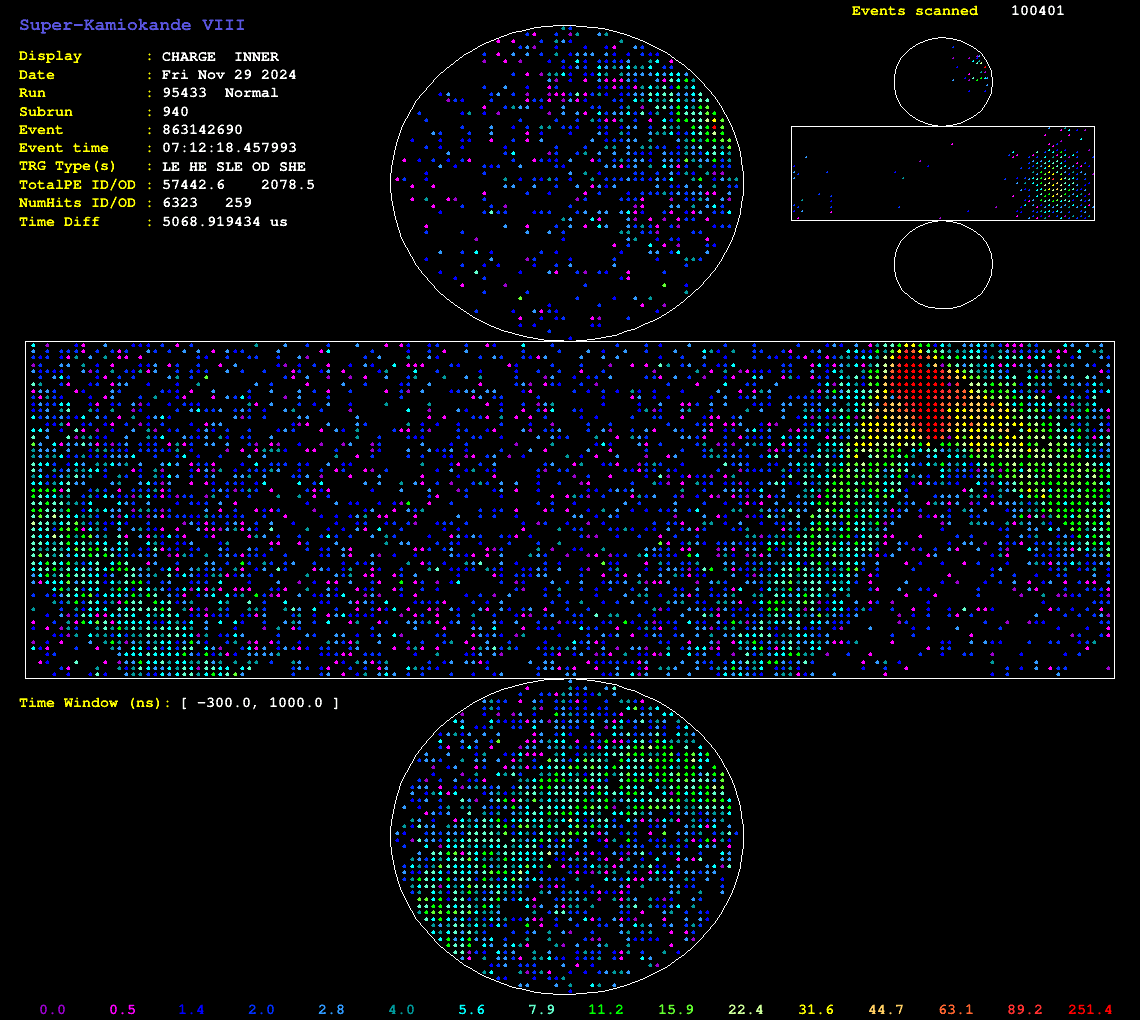 Super-Kamiokande VIII
Display : CHARGE INNER
Date : Fri Nov 29 2024
Run : 95433 Normal
Subrun : 940
Event : 863142690
Event time : 07:12:18.457993
TRG Type(s) : LE HE SLE OD SHE
TotalPE ID/OD : 57442.6 2078.5
NumHits ID/OD : 6323 259
Time Diff : 5068.919434 us
Events scanned 100401
Time Window (ns): [ -300.0, 1000.0 ]
0.0 0.5 1.4 2.0 2.8 4.0 5.6 7.9 11.2 15.9 22.4 31.6 44.7 63.1 89.2 251.4